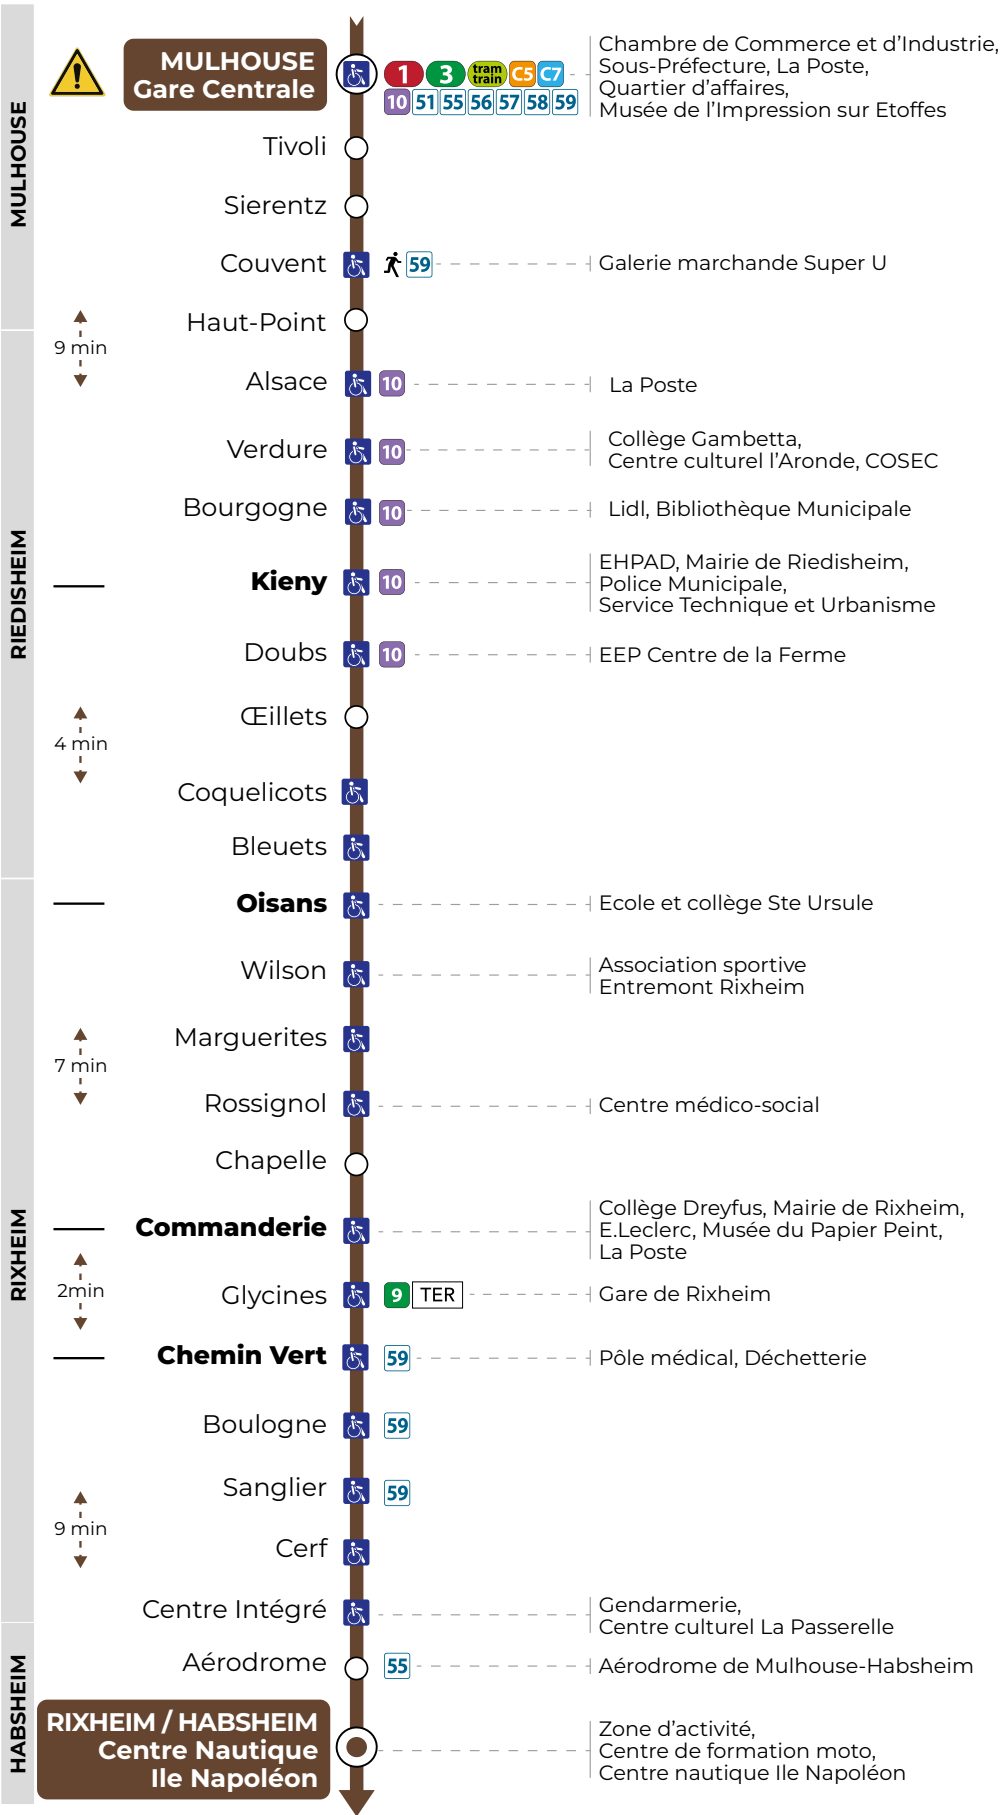 MULHOUSE
MULHOUSE
Gare Centrale
1 3 tram train C5 C7
10 51 55 56 57 58 59
Chambre de Commerce et d’Industrie,
Sous-Préfecture, La Poste,
Quartier d’affaires,
Musée de l’Impression sur Etoffes
Tivoli
Sierentz
Couvent
59
Galerie marchande Super U
Haut-Point
9 min
RIEDISHEIM
Alsace
10
La Poste
Verdure
10
Collège Gambetta,
Centre culturel l’Aronde, COSEC
Bourgogne
10
Lidl, Bibliothèque Municipale
Kieny
10
EHPAD, Mairie de Riedisheim,
Police Municipale,
Service Technique et Urbanisme
Doubs
10
EEP Centre de la Ferme
Œillets
4 min
Coquelicots
Bleuets
RIXHEIM
Oisans
Ecole et collège Ste Ursule
Wilson
Association sportive
Entremont Rixheim
Marguerites
7 min
Rossignol
Centre médico-social
Chapelle
Commanderie
Collège Dreyfus, Mairie de Rixheim,
E.Leclerc, Musée du Papier Peint,
La Poste
2min
Glycines
9 TER
Gare de Rixheim
Chemin Vert
59
Pôle médical, Déchetterie
Boulogne
59
Sanglier
59
9 min
Cerf
Centre Intégré
Gendarmerie,
Centre culturel La Passerelle
HABSHEIM
Aérodrome
55
Aérodrome de Mulhouse-Habsheim
RIXHEIM / HABSHEIM
Centre Nautique
Ile Napoléon
Zone d’activité,
Centre de formation moto,
Centre nautique Ile Napoléon